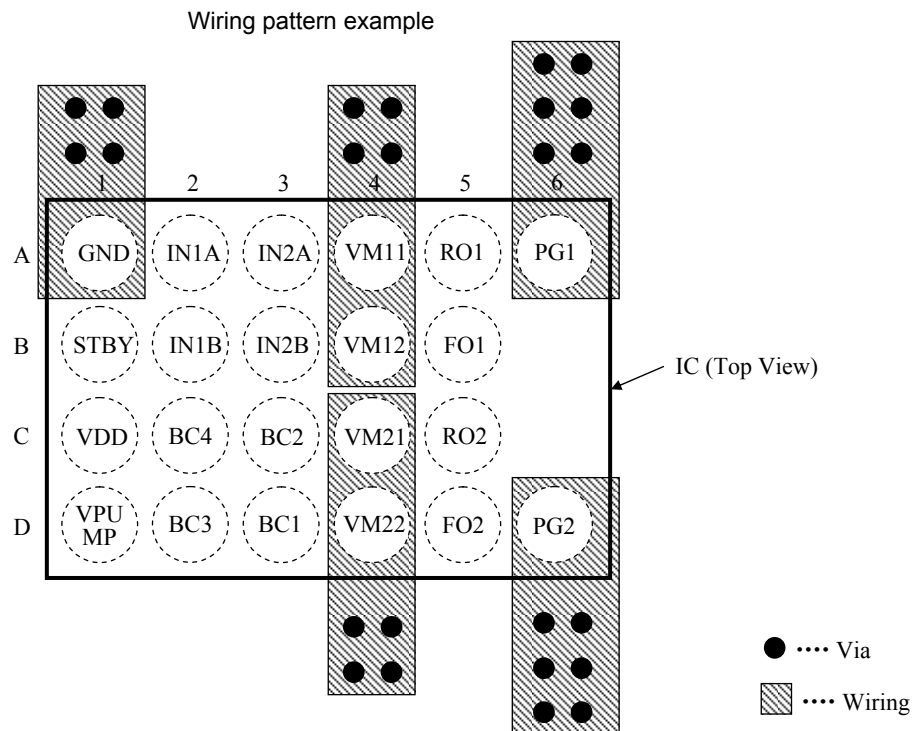 Wiring pattern example
1 2 3 4 5 6
A GND IN1A IN2A VM11 RO1 PG1
B STBY IN1B IN2B VM12 FO1
IC (Top View)
C VDD BC4 BC2 VM21 RO2
D VPU MP BC3 BC1 VM22 FO2 PG2
•••• Via
•••• Wiring